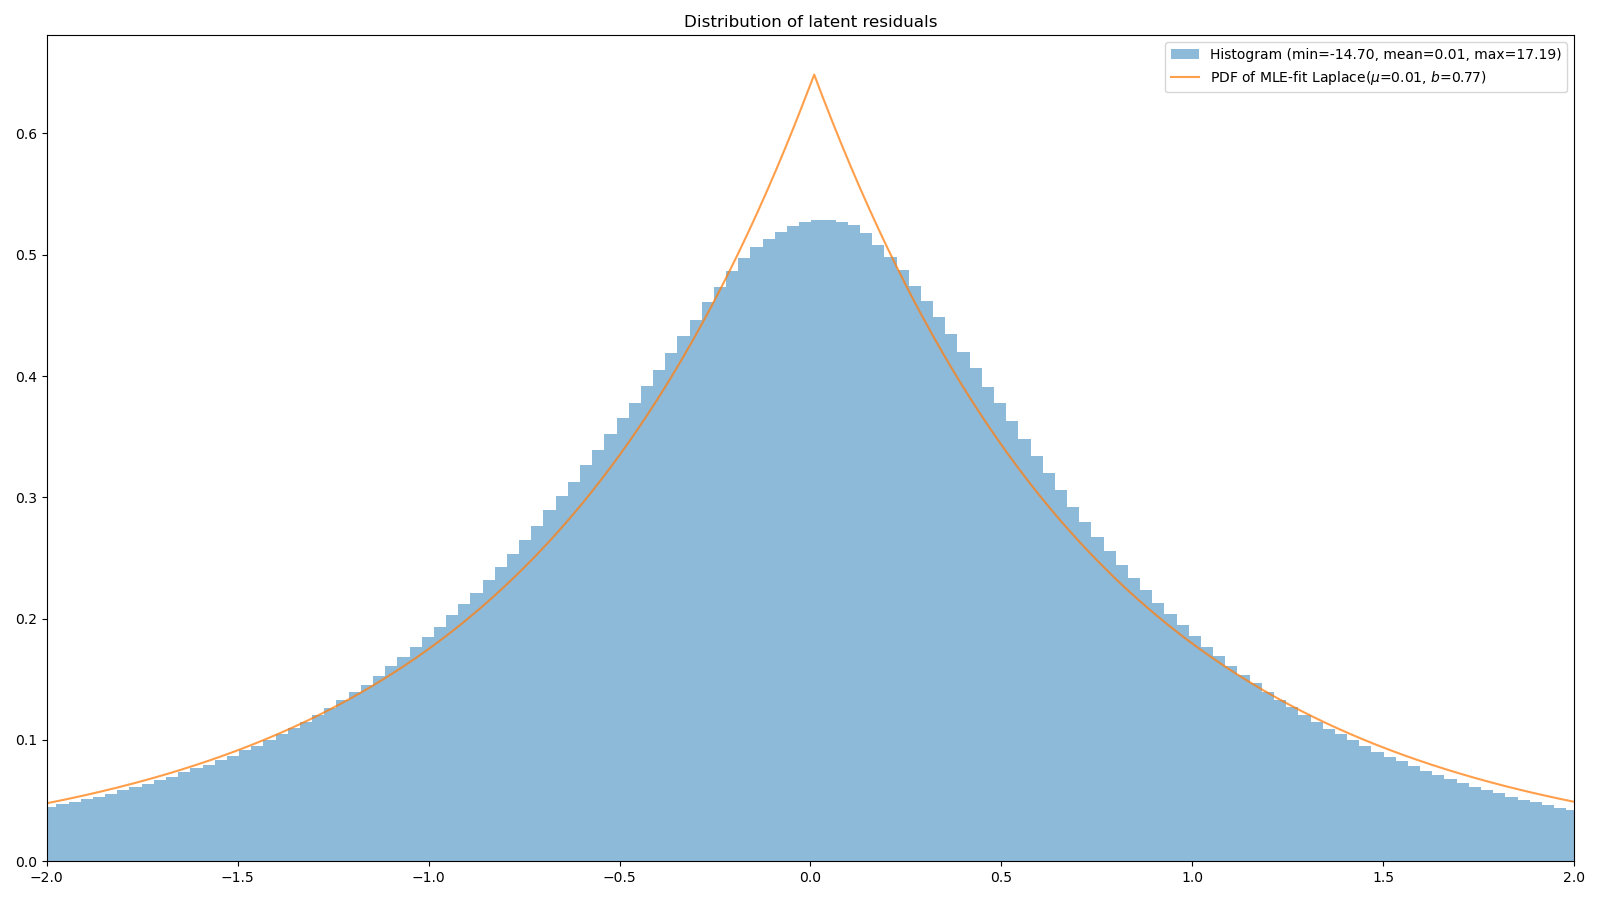 Distribution of latent residuals
Histogram (min=-14.70, mean=0.01, max=17.19)
PDF of MLE-fit Laplace(μ=0.01, b=0.77)
0.6
0.5
0.4
0.3
0.2
0.1
0.0
−2.0 −1.5 −1.0 −0.5 0.0 0.5 1.0 1.5 2.0